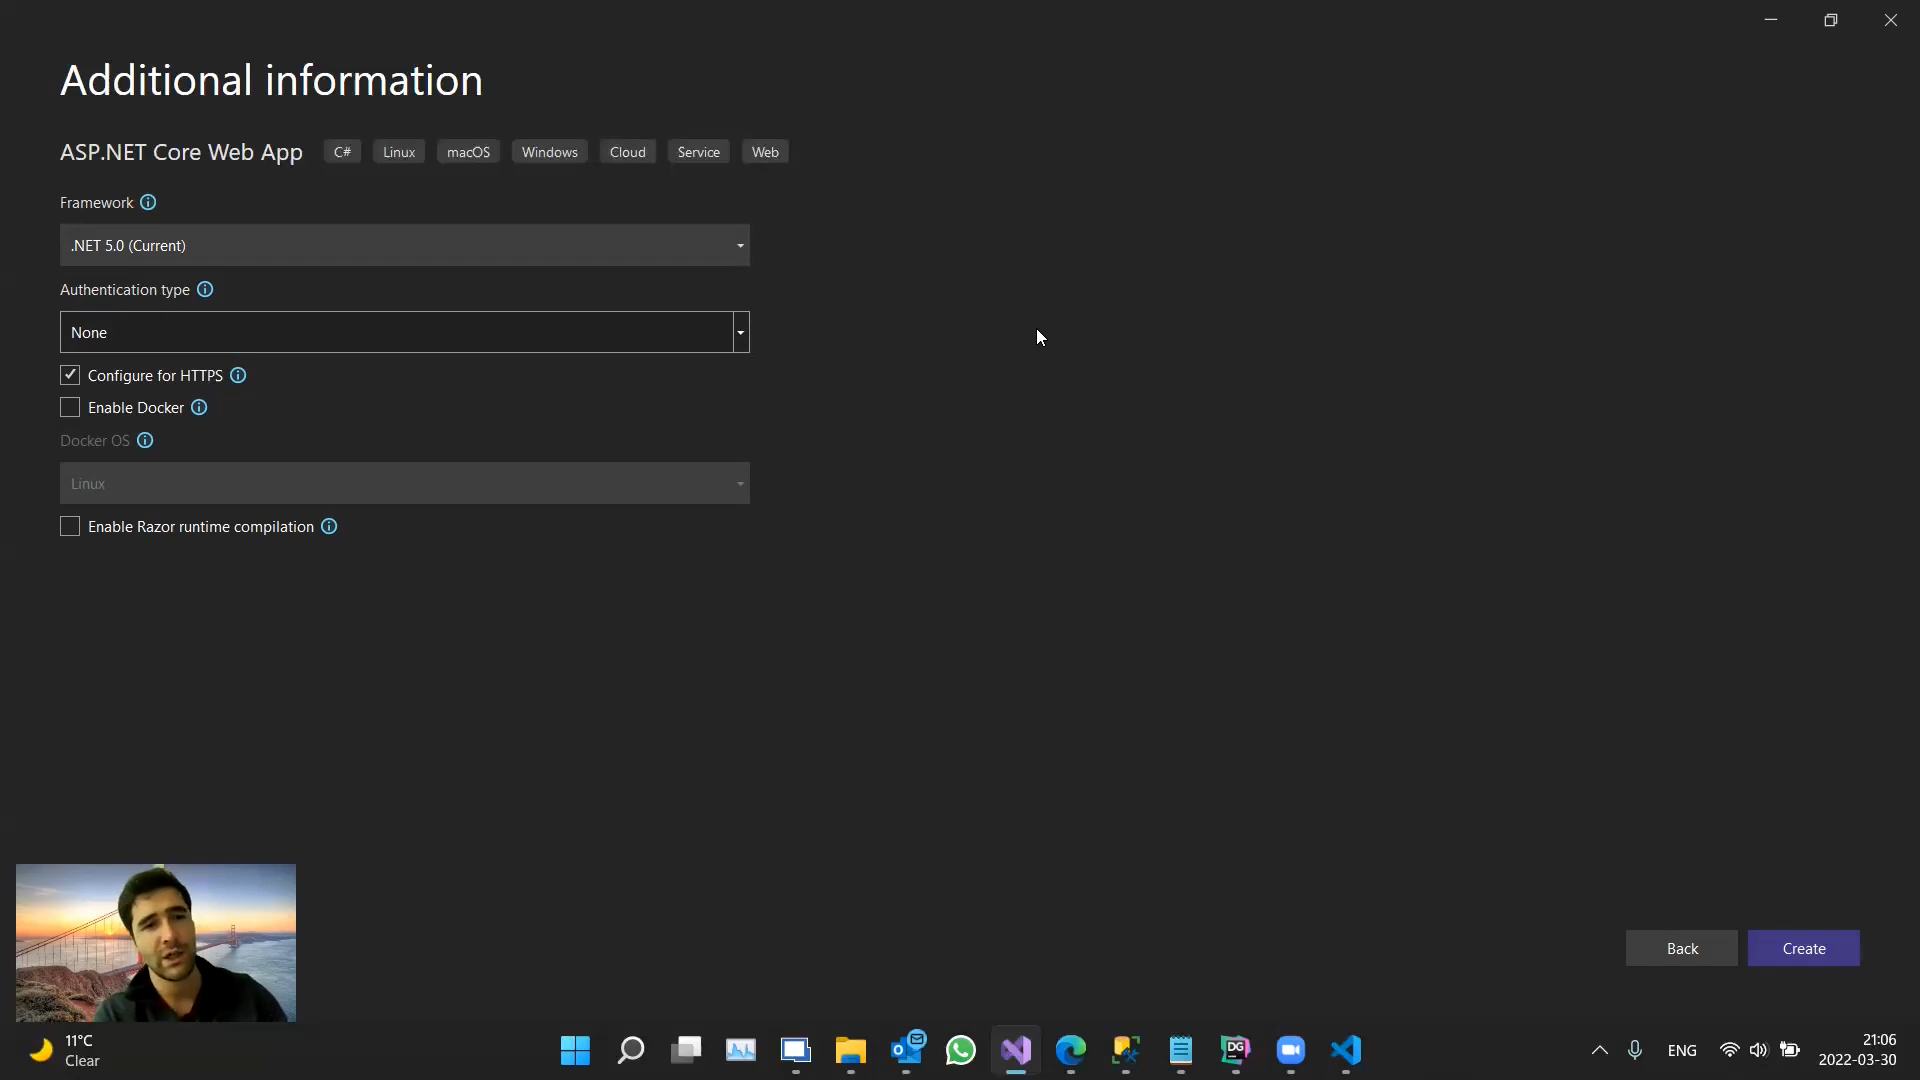 Additional information
ASP.NET Core Web App C# Linux macOS Windows Cloud Service Web
Framework
.NET 5.0 (Current)
Authentication type
None
Configure for HTTPS
Enable Docker
Docker OS
Linux
Enable Razor runtime compilation
Back Create
11°C
Clear
DG
ENG
21:06
2022-03-30